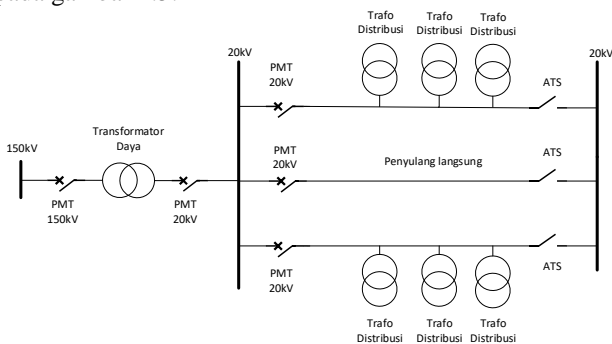 Trafo
Distribusi
Trafo
Distribusi
Trafo
Distribusi
20kV
20kV
PMT
20kV
ATS
Transformator
Daya
150kV
PMT
20kV
Penyulang langsung
ATS
PMT
150kV
PMT
20kV
PMT
20kV
ATS
Trafo
Distribusi
Trafo
Distribusi
Trafo
Distribusi